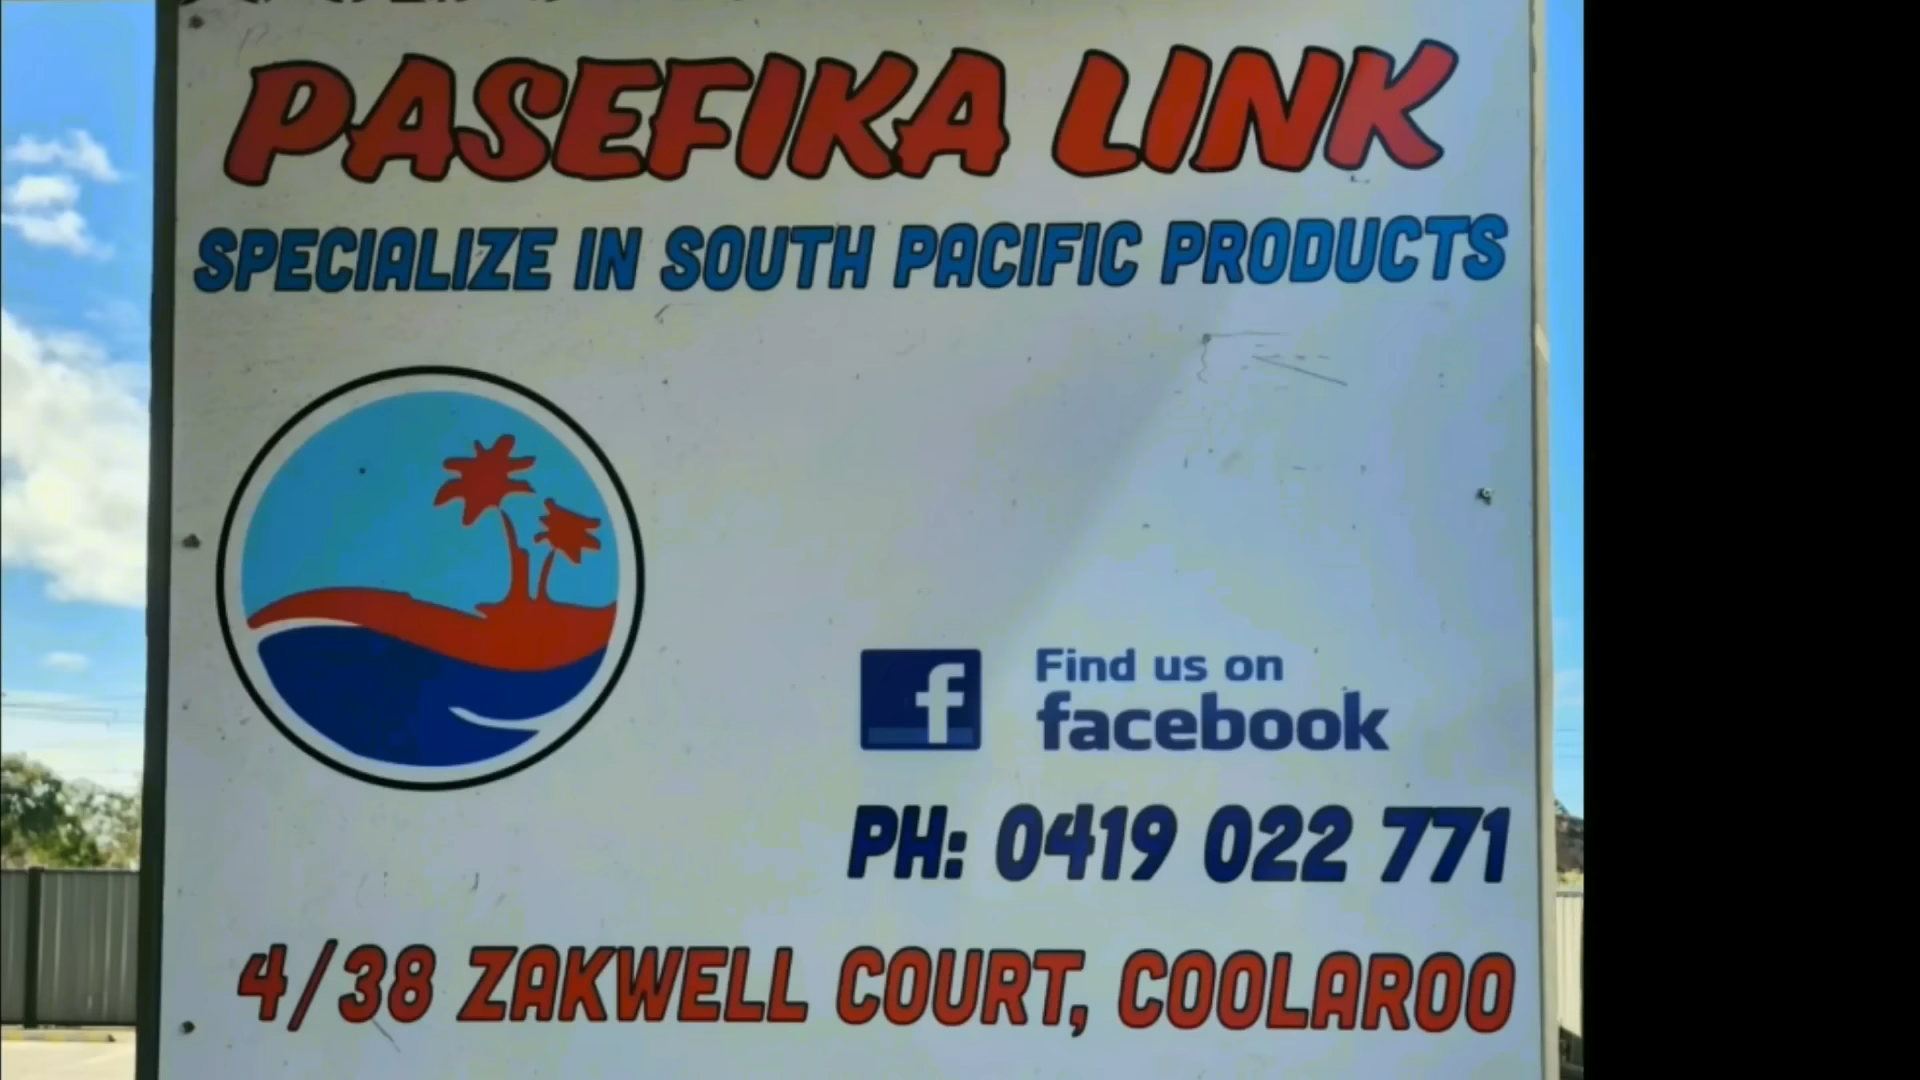 PASEFIKA LINK
SPECIALIZE IN SOUTH PACIFIC PRODUCTS
f
Find us on
facebook
PH: 0419 022 771
4/38 ZAKWELL COURT, COOLAROO